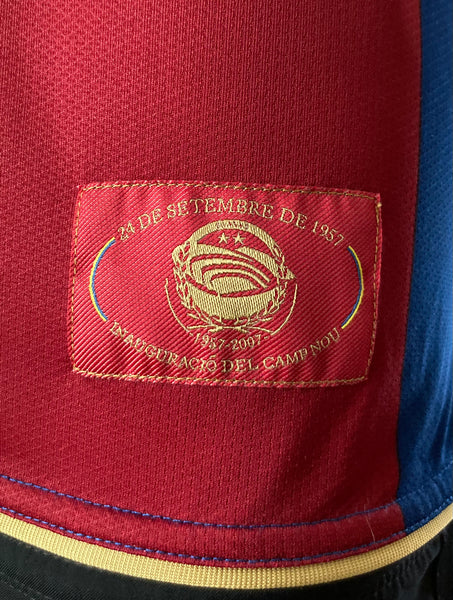 24 DE SETEMBRE DE 1957
1957-2007
INAUGURACIÓ DEL CAMP NOU